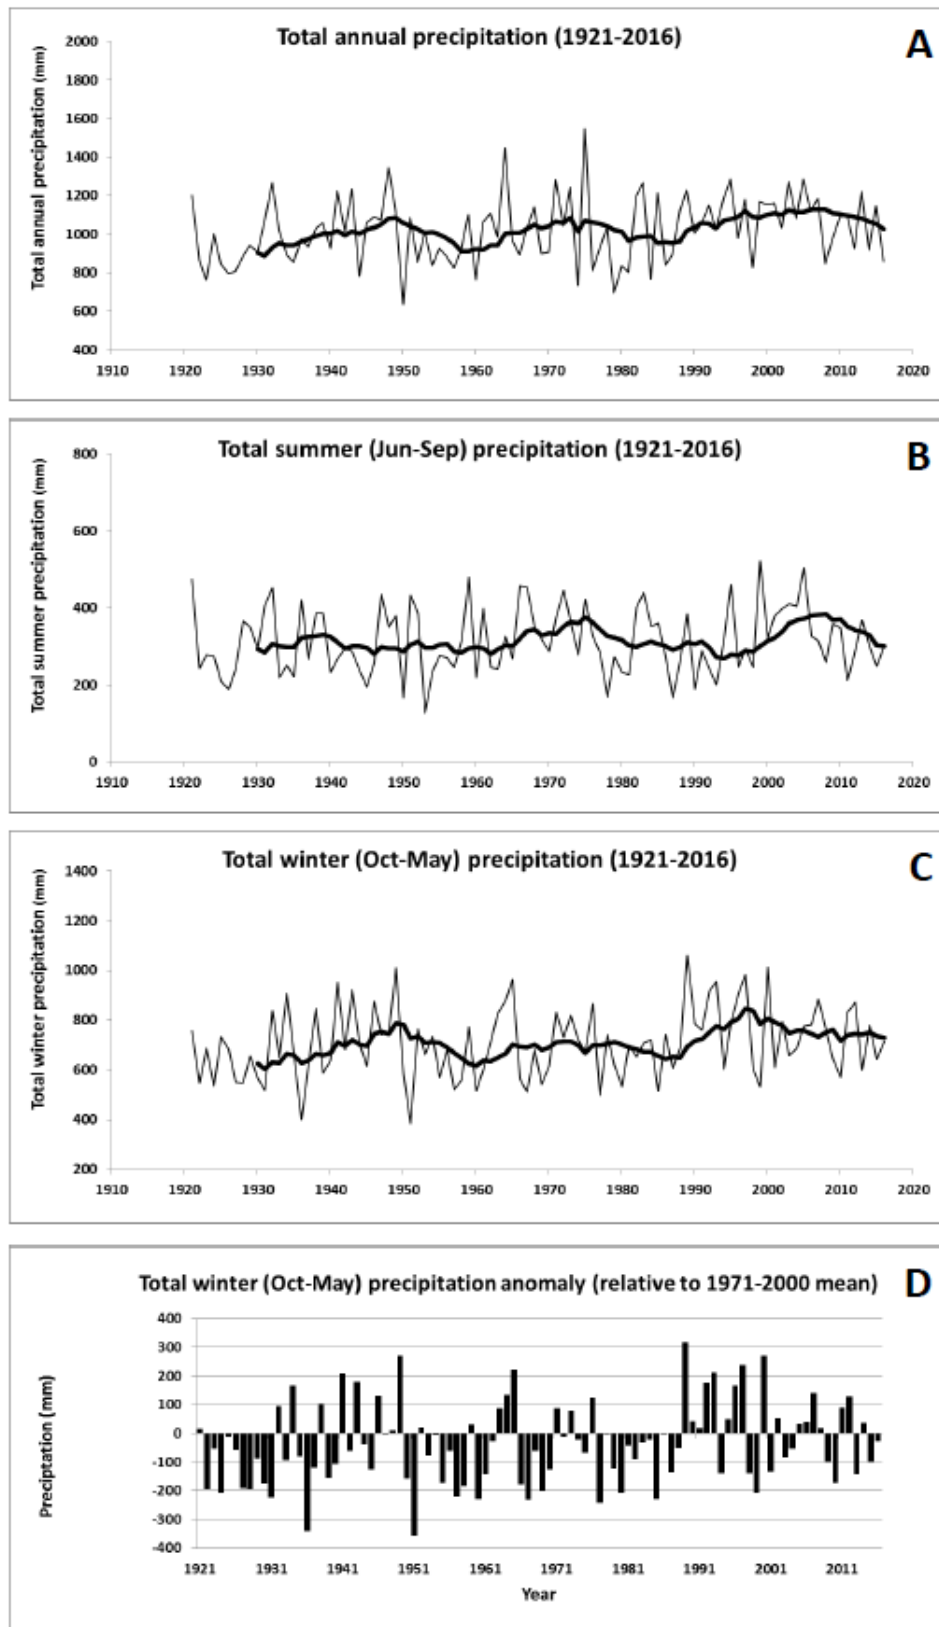 Total annual precipitation (1921-2016)
A
Total annual precipitation (mm)
2000
1800
1600
1400
1200
1000
800
600
400
1910 1920 1930 1940 1950 1960 1970 1980 1990 2000 2010 2020
Total summer (Jun-Sep) precipitation (1921-2016)
B
Total summer precipitation (mm)
800
600
400
200
0
1910 1920 1930 1940 1950 1960 1970 1980 1990 2000 2010 2020
Total winter (Oct-May) precipitation (1921-2016)
C
Total winter precipitation (mm)
1400
1200
1000
800
600
400
200
1910 1920 1930 1940 1950 1960 1970 1980 1990 2000 2010 2020
Total winter (Oct-May) precipitation anomaly (relative to 1971-2000 mean)
D
Preciptation (mm)
400
300
200
100
0
-100
-200
-300
-400
1921 1931 1941 1951 1961 1971 1981 1991 2001 2011
Year